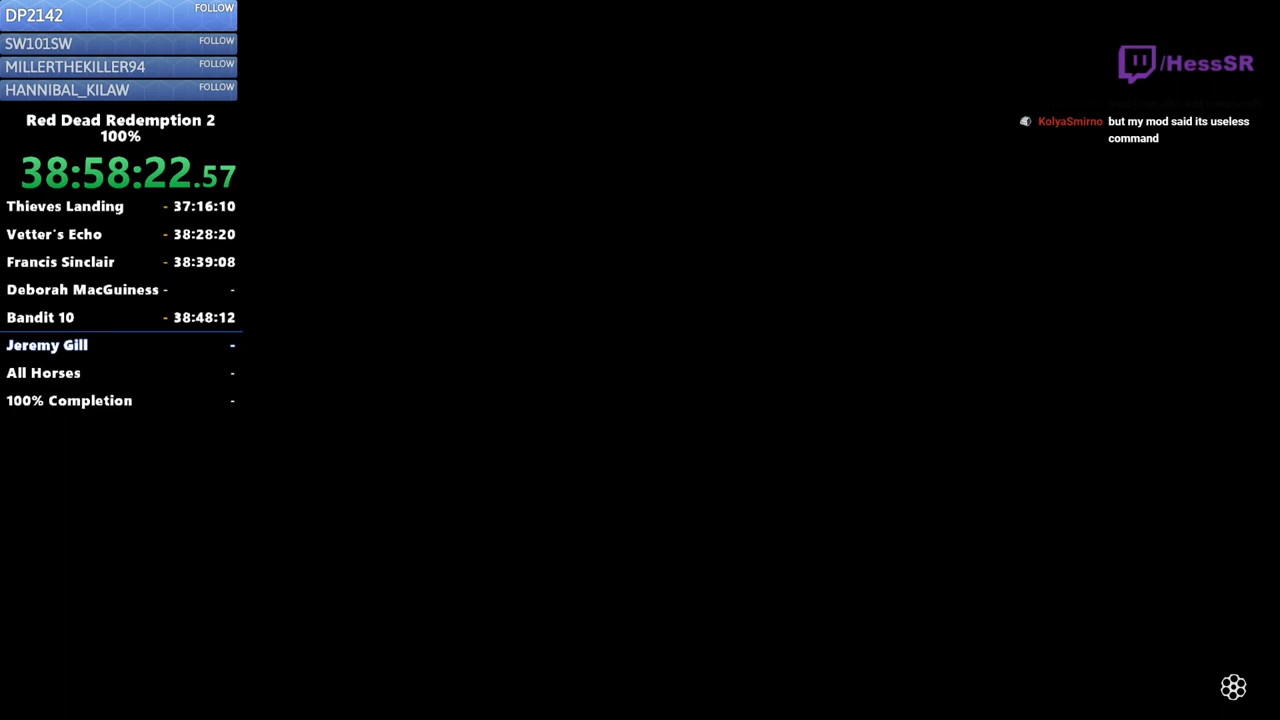 DP2142 FOLLOW
SW101SW FOLLOW
MILLERTHEKILLER94 FOLLOW
HANNIBAL_KILAW FOLLOW
/HessSR
KolyaSmirno but my mod said its useless
command
Red Dead Redemption 2
100%
38:58:22.57
Thieves Landing - 37:16:10
Vetter's Echo - 38:28:20
Francis Sinclair - 38:39:08
Deborah MacGuiness - -
Bandit 10 - 38:48:12
Jeremy Gill -
All Horses -
100% Completion -